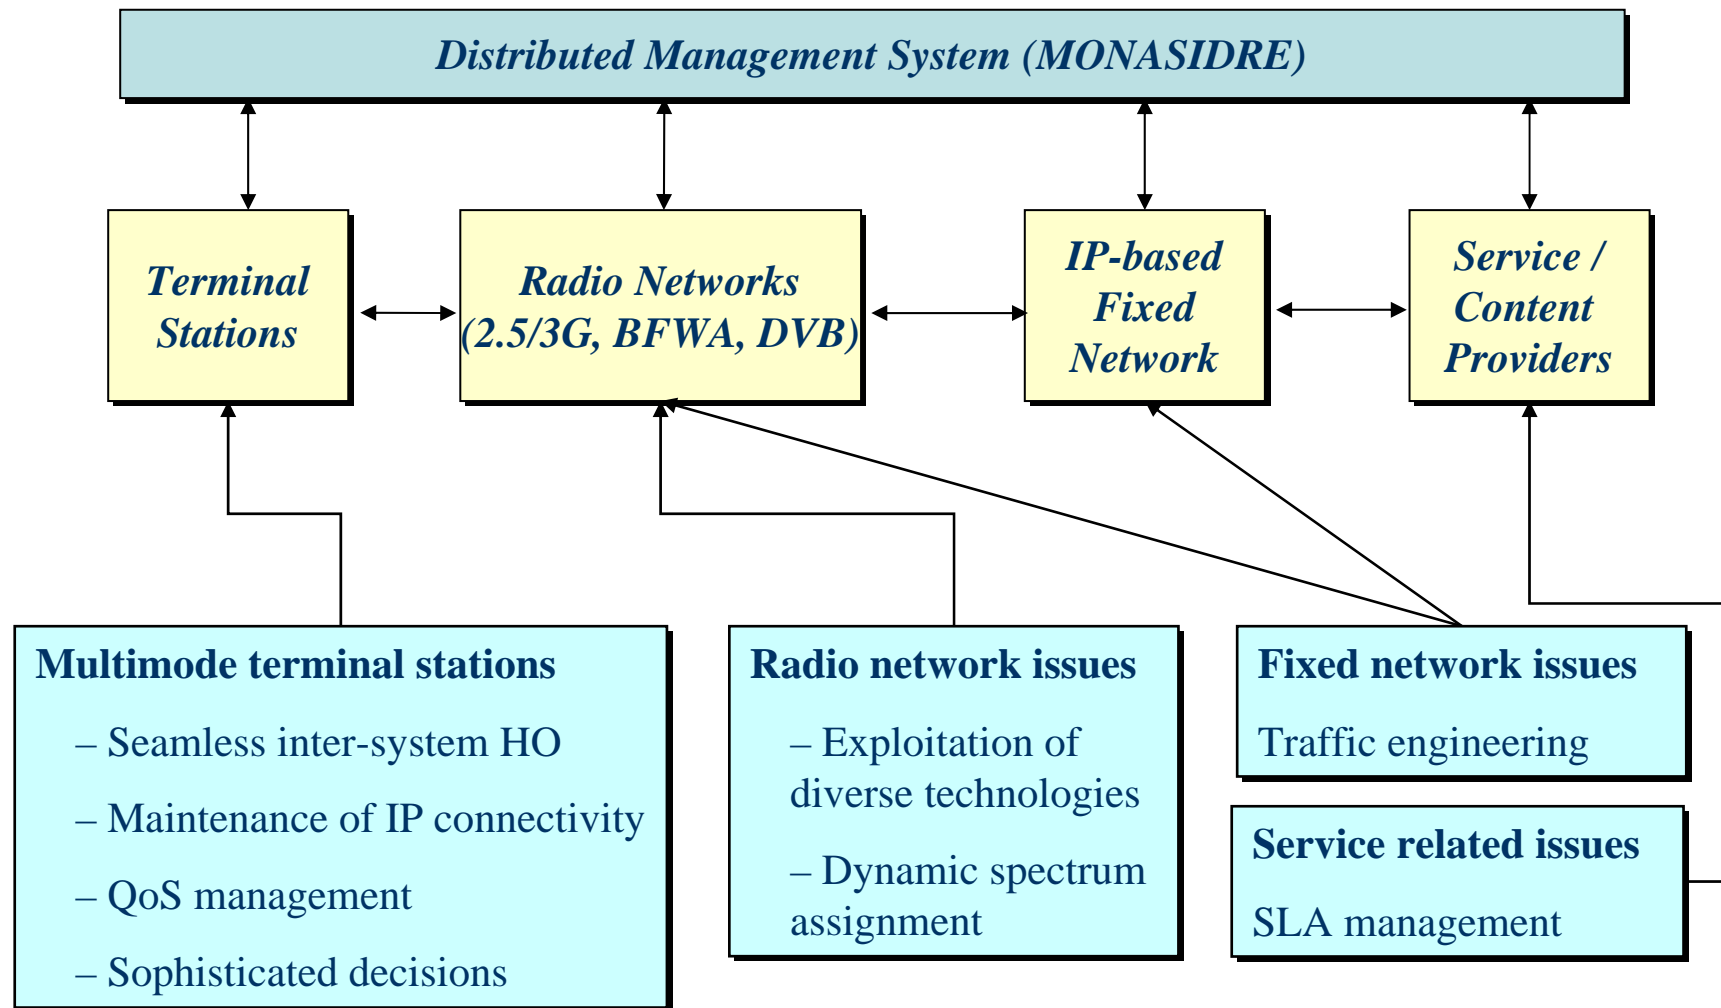 Distributed Management System (MONASIDRE)
Terminal
Stations
Radio Networks
(2.5/3G, BFWA, DVB)
IP-based
Fixed
Network
Service /
Content
Providers
Multimode terminal stations
– Seamless inter-system HO
– Maintenance of IP connectivity
– QoS management
– Sophisticated decisions
Radio network issues
– Exploitation of
diverse technologies
– Dynamic spectrum
assignment
Fixed network issues
Traffic engineering
Service related issues
SLA management